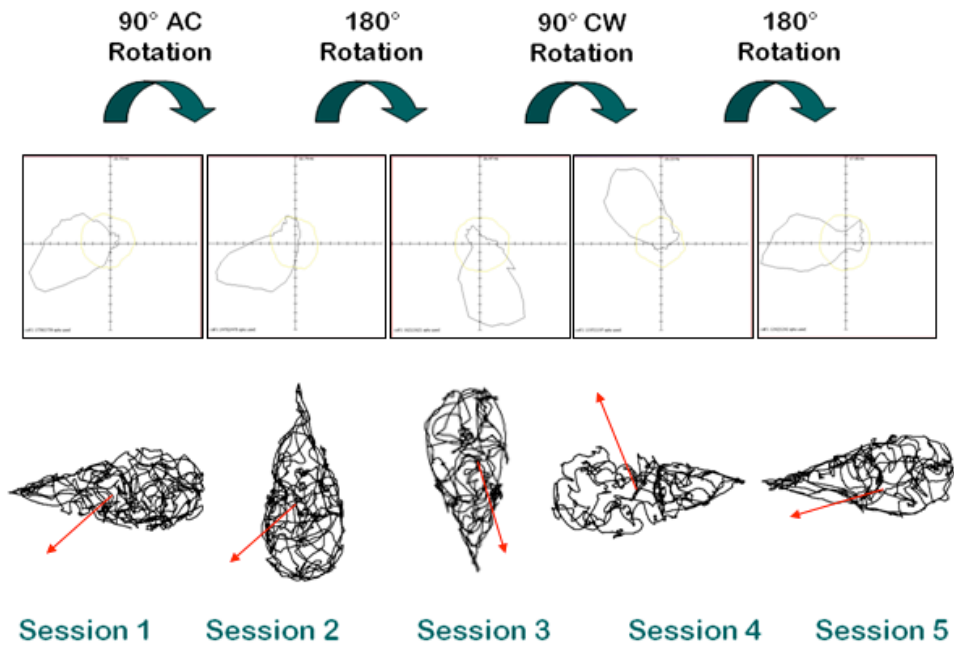 90° AC
Rotation
180°
Rotation
90° CW
Rotation
180°
Rotation
Session 1
Session 2
Session 3
Session 4
Session 5